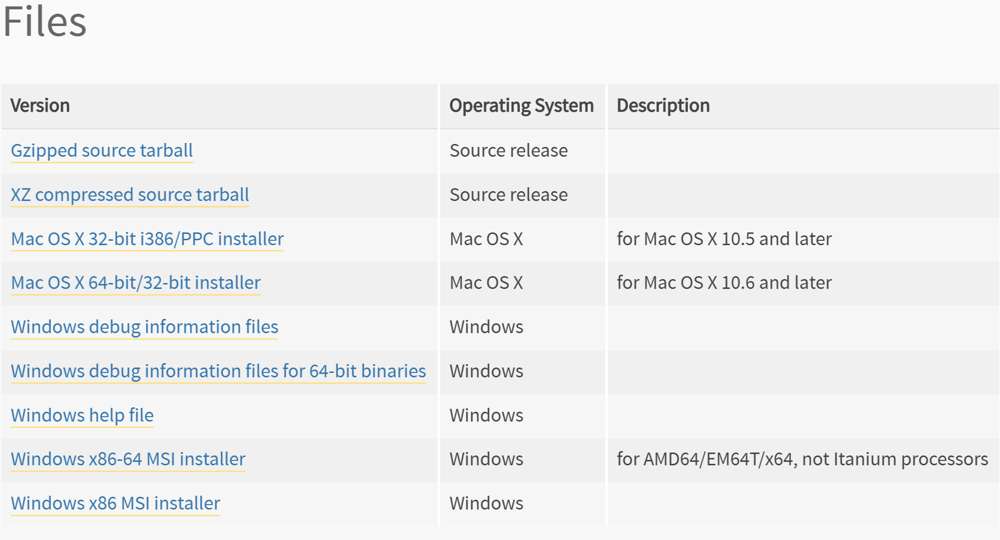 Files
Version Operating System Description
Gzipped source tarball Source release
XZ compressed source tarball Source release
Mac OS X 32-bit i386/PPC installer Mac OS X for Mac OS X 10.5 and later
Mac OS X 64-bit/32-bit installer Mac OS X for Mac OS X 10.6 and later
Windows debug information files Windows
Windows debug information files for 64-bit binaries Windows
Windows help file Windows
Windows x86-64 MSI installer Windows for AMD64/EM64T/x64, not Itanium processors
Windows x86 MSI installer Windows